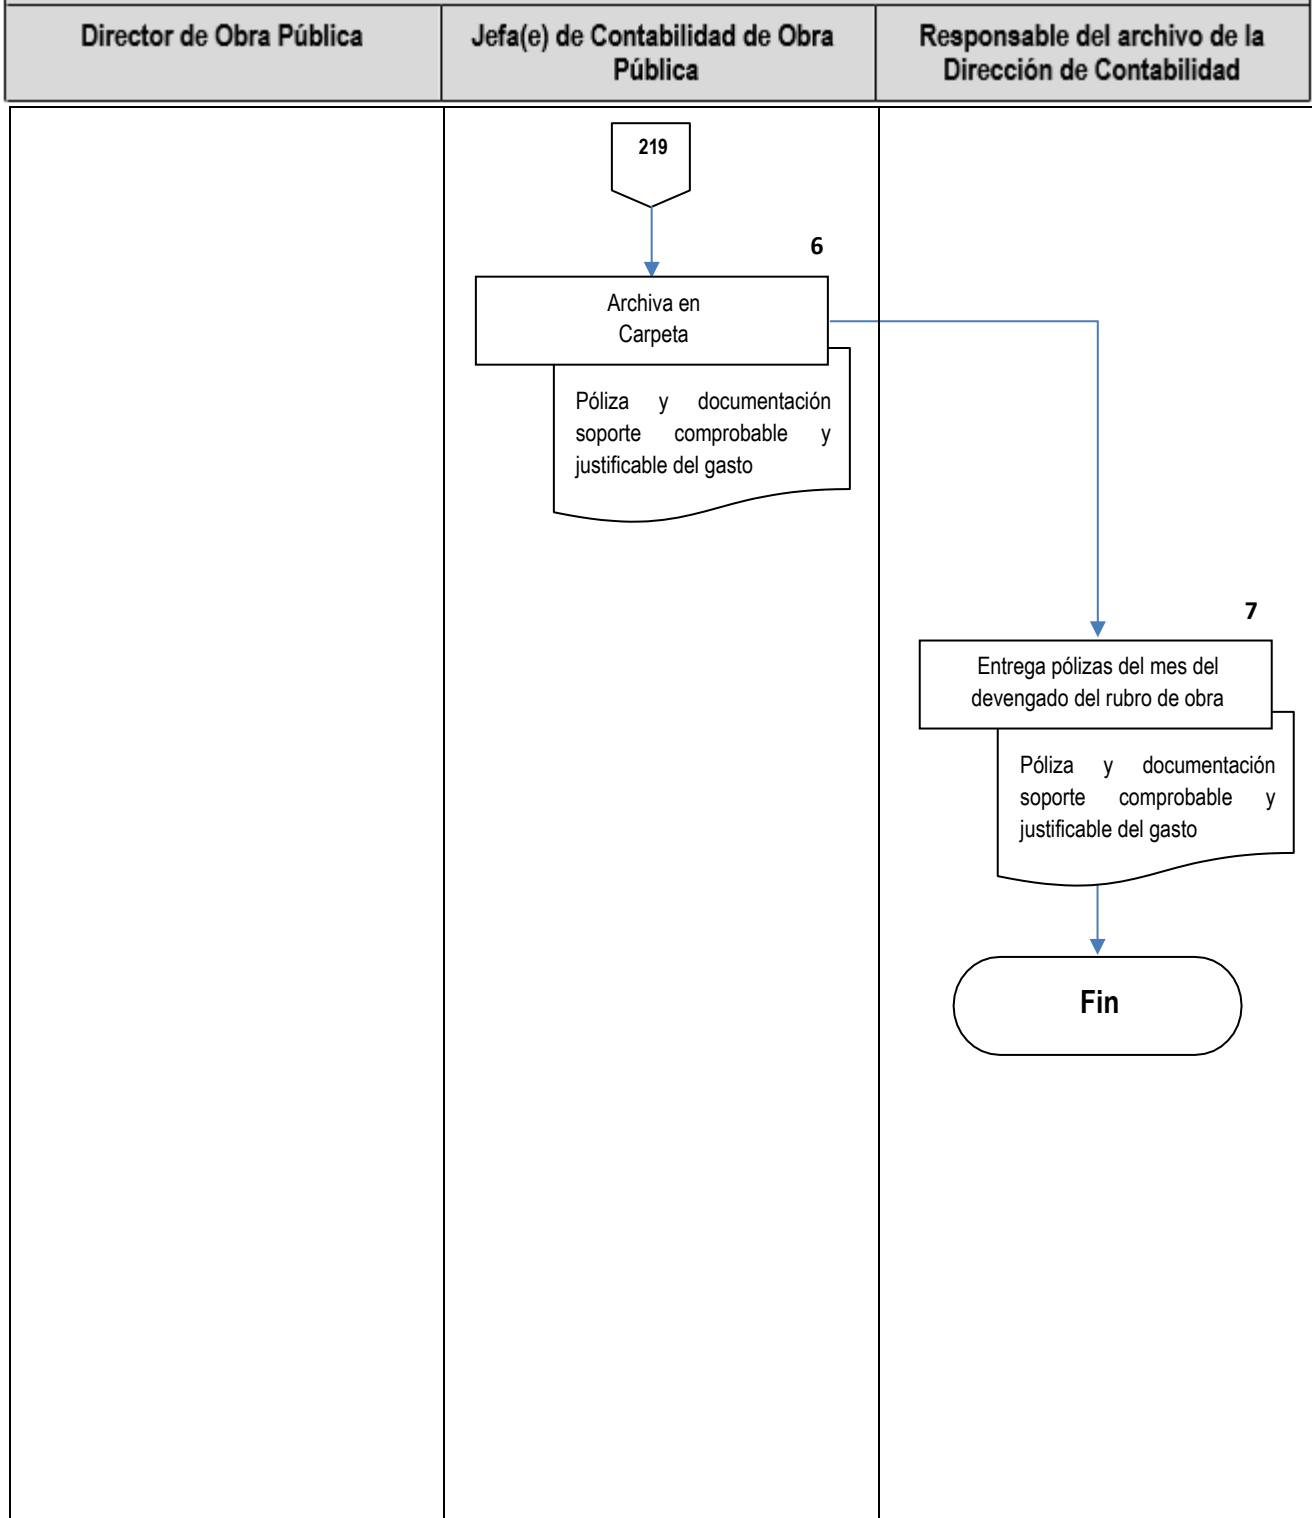 Director de Obra Pública
Jefa(e) de Contabilidad de Obra
Pública
Responsable del archivo de la
Dirección de Contabilidad
219
6
Archiva en
Carpeta
Póliza y documentación
soporte comprobable y
justificable del gasto
7
Entrega pólizas del mes del
devengado del rubro de obra
Póliza y documentación
soporte comprobable y
justificable del gasto
Fin